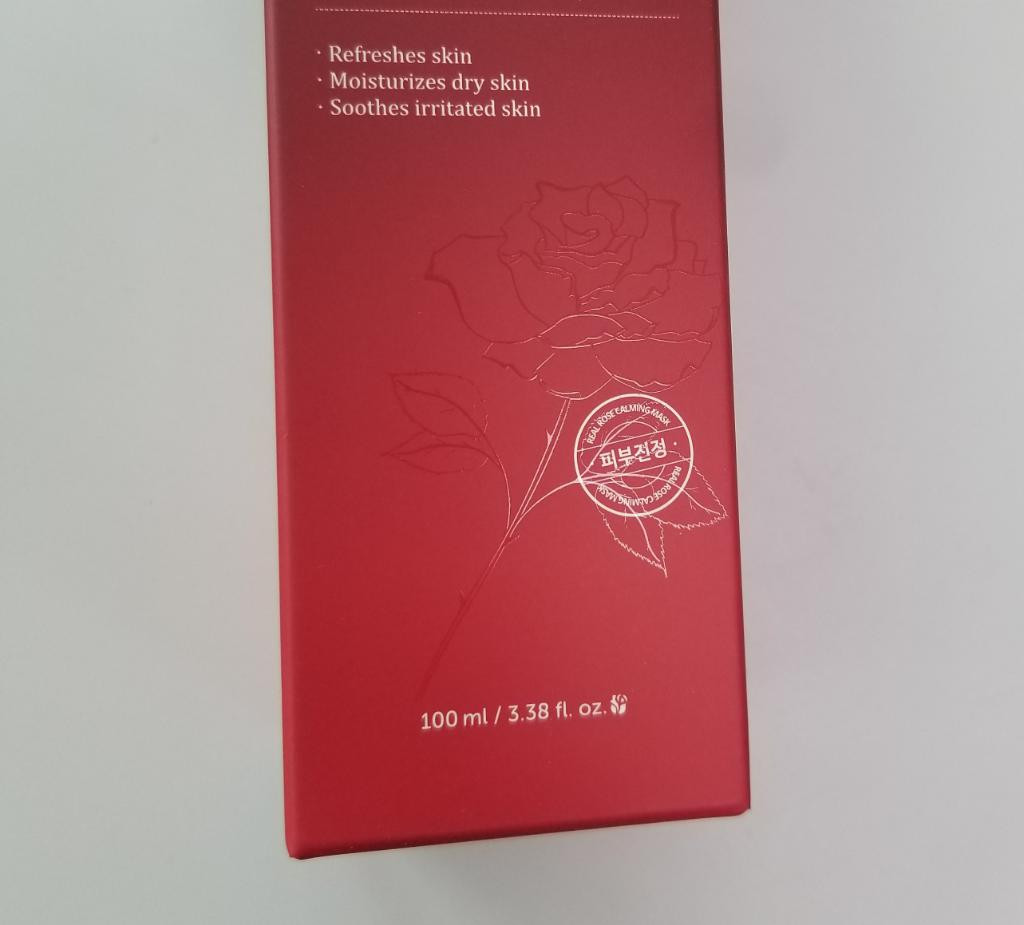 · Refreshes skin
· Moisturizes dry skin
· Soothes irritated skin
REAL ROSE CALMING MASK
· 피부진정 ·
REAL ROSE CALMING MASK
100 ml / 3.38 fl. oz.